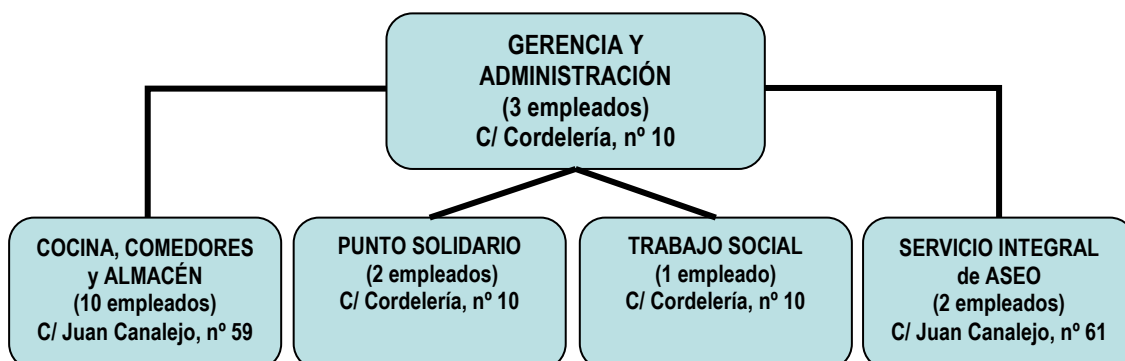 GERENCIA Y
ADMINISTRACIÓN
(3 empleados)
C/ Cordelería, nº 10
COCINA, COMEDORES
y ALMACÉN
(10 empleados)
C/ Juan Canalejo, nº 59
PUNTO SOLIDARIO
(2 empleados)
C/ Cordelería, nº 10
TRABAJO SOCIAL
(1 empleado)
C/ Cordelería, nº 10
SERVICIO INTEGRAL
de ASEO
(2 empleados)
C/ Juan Canalejo, nº 61